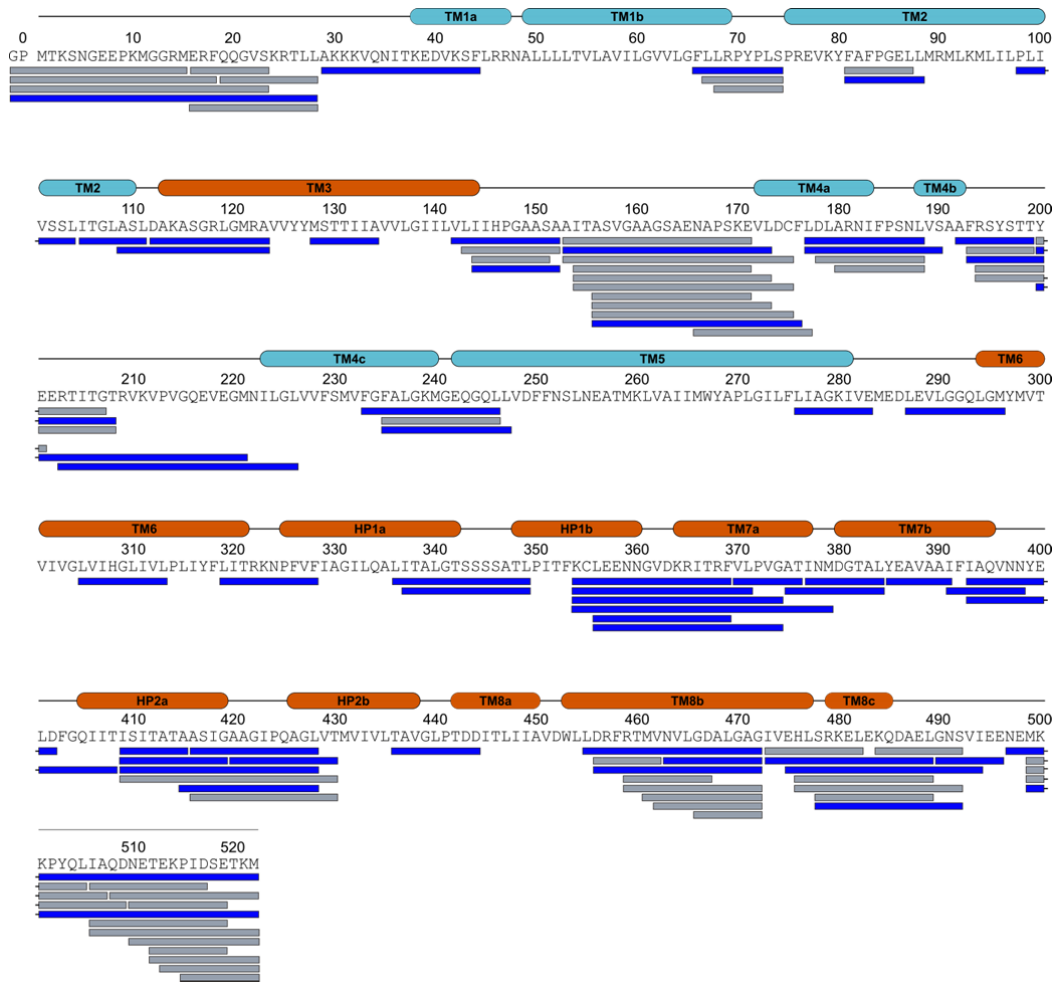 TM1a TM1b TM2
0 10 20 30 40 50 60 70 80 90 100
GP MTKSNGEEPKMGGRMERFQQGVSKRTLLAKKKVQNITKEDVKSFLRRNALLLLTVLAVILGVVLGFLLRPYPLSPREVKYFAFPGELLMRMLKMLILPLI
TM2 TM3 TM4a TM4b
110 120 130 140 150 160 170 180 190 200
VSSLITGLASLDAKASGRLGMRAVVYYMSTTIIAVVLGIILVLIIHPGAASAAITASVGAAGSAENAPSKEVLDCFLDLARNIFPSNLVSAAFRSYSTTY
TM4c TM5 TM6
210 220 230 240 250 260 270 280 290 300
EERTITGTRVKVPVGQEVEGMNILGLVVFSMVFGFALGKMGEQGQLLVDFFNSLNEATMKLVAIIMWYAPLGILFLIAGKIVEMEDLEVLGGQLGMYMVT
TM6 HP1a HP1b TM7a TM7b
310 320 330 340 350 360 370 380 390 400
VIVGLVIHGLIVLPLIYFLITRKNPFVFIAGILQALITALGTSSSSATLPITFKCLEENNGVDKRITRFVLPVGATINMDGTALYEAVAAIFIAQVNNYE
HP2a HP2b TM8a TM8b TM8c
410 420 430 440 450 460 470 480 490 500
LDFGQIITISITATAASIGAAGIPQAGLVTMVIVLTAVGLPTDDITLIIAVDWLLDRFRTMVNVLGDALGAGIVEHLSRKELEKQDAELGNSVIEENEMK
510 520
KPYQLIAQDNETEKPIDSETKM